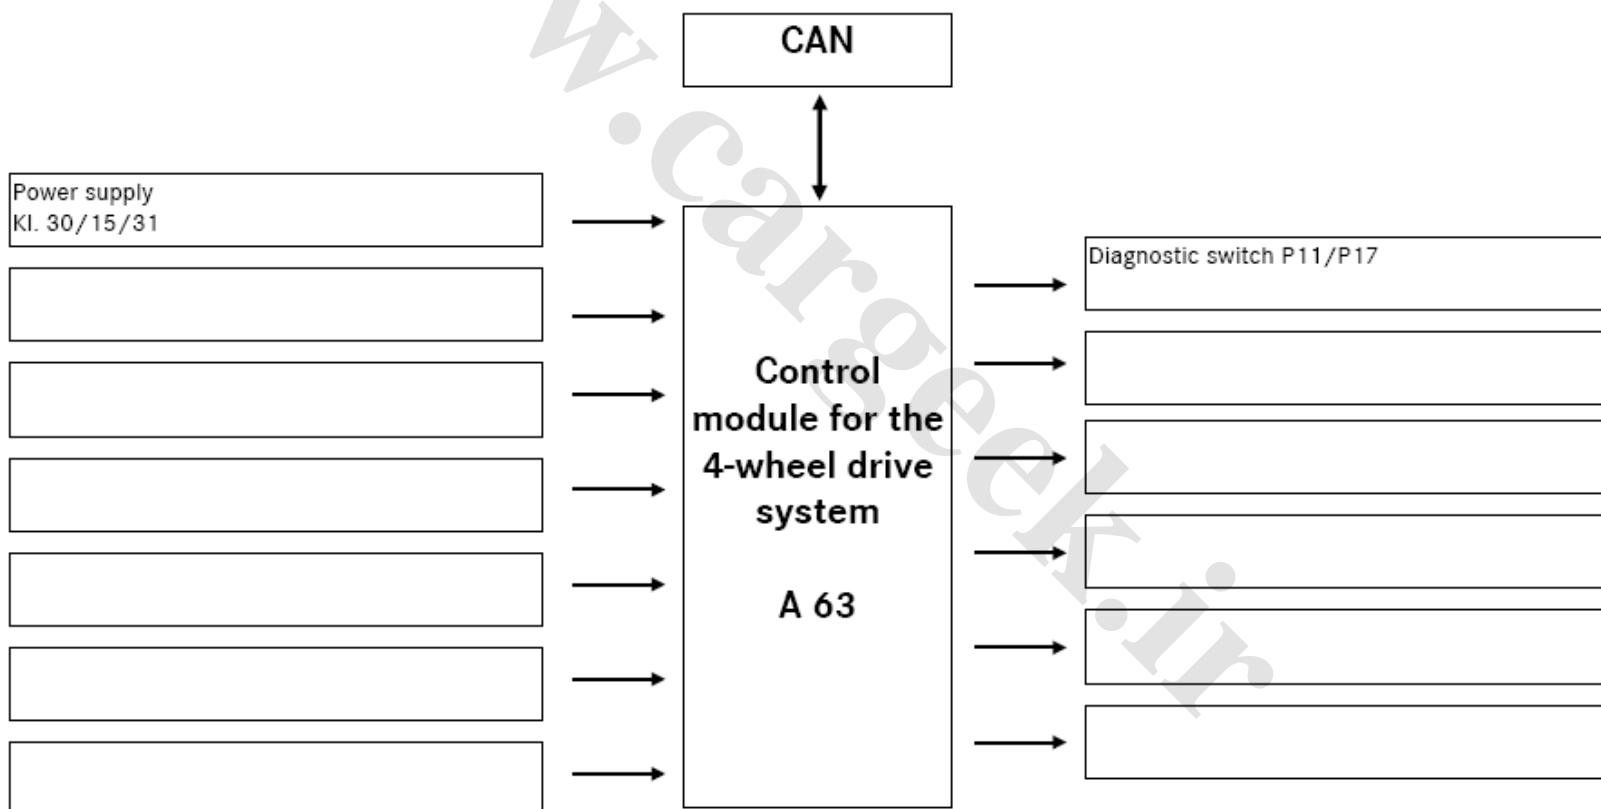 CAN
Power supply
Kl. 30/15/31
Control
module for the
4-wheel drive
system
A 63
Diagnostic switch P11/P17
w.cargeek.ir